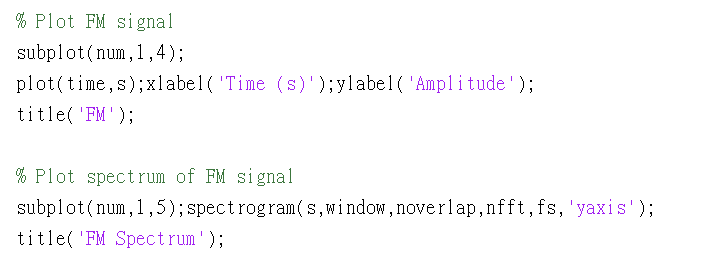 % Plot FM signal
subplot(num,1,4);
plot(time,s);xlabel('Time (s)');ylabel('Amplitude');
title('FM');
% Plot spectrum of FM signal
subplot(num,1,5);spectrogram(s,window,noverlap,nfft,fs,'yaxis');
title('FM Spectrum');